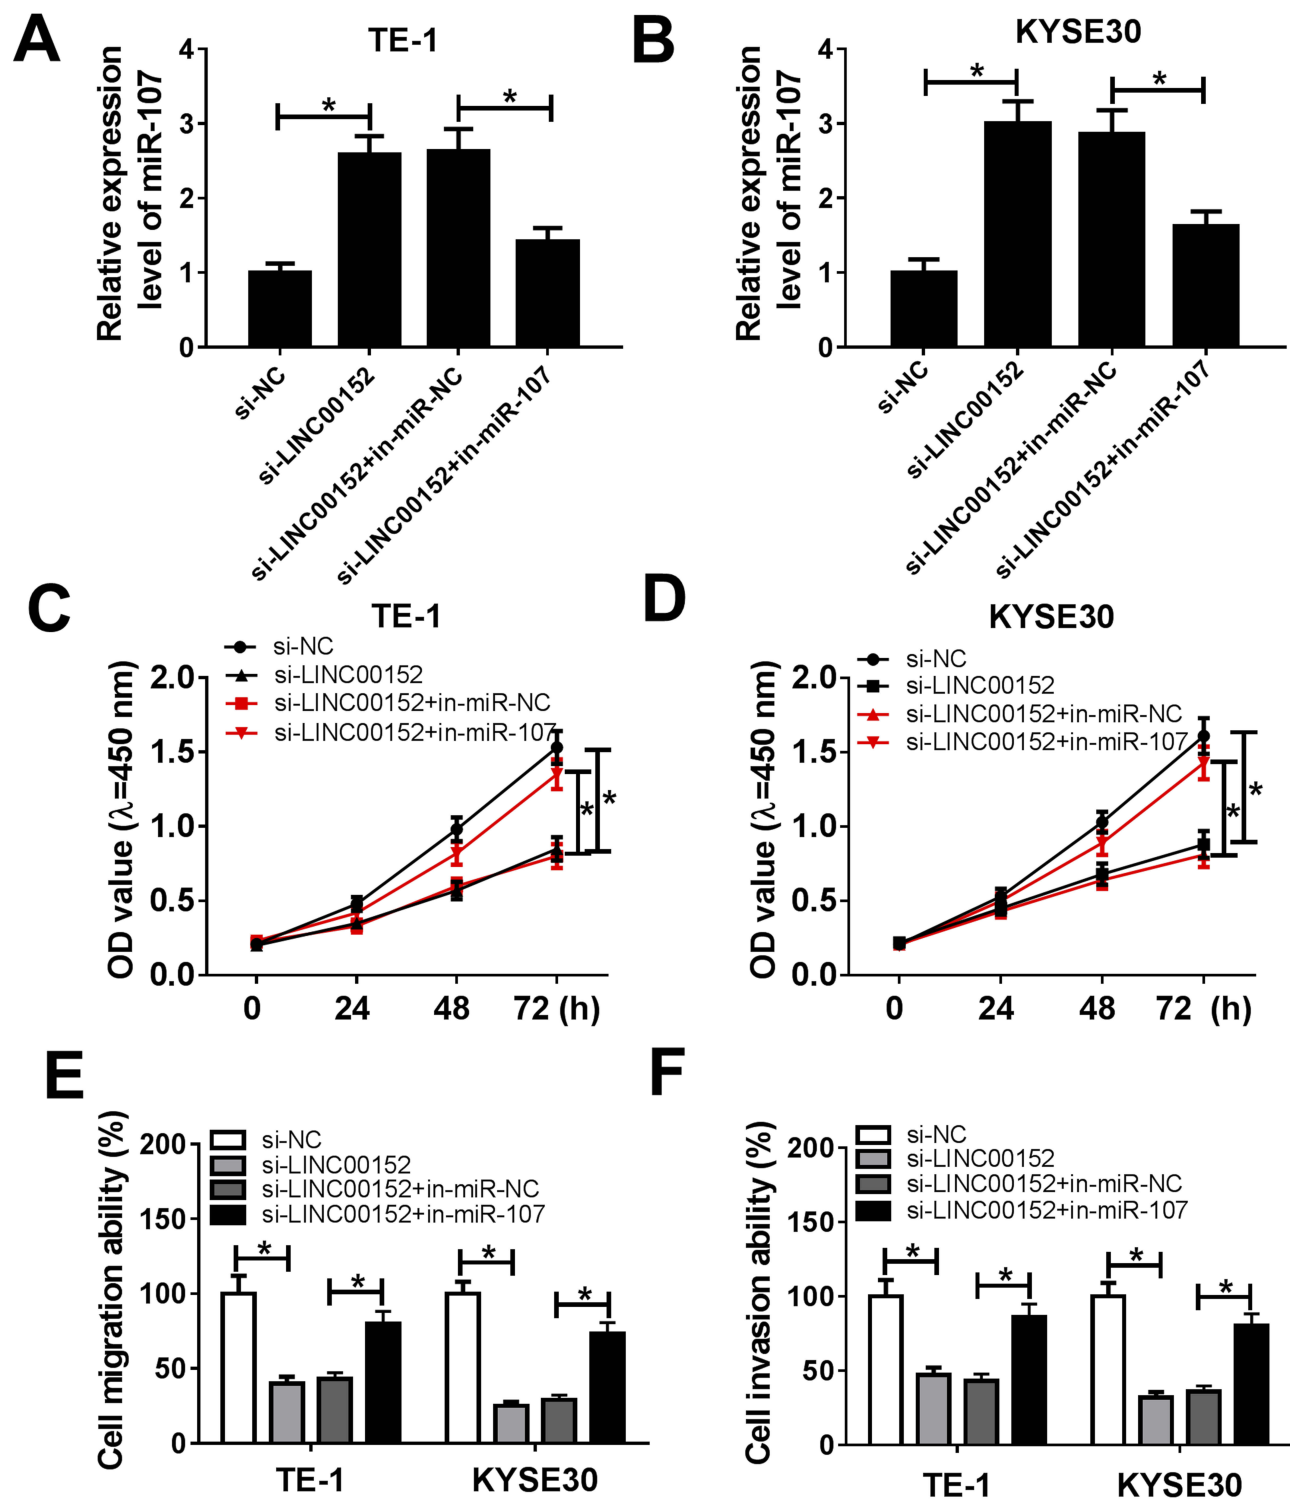 A
TE-1
Relative expression
level of miR-107
4
3
2
1
0
*
*
si-NC
si-LINC00152
si-LINC00152+in-miR-NC
si-LINC00152+in-miR-107
B
KYSE30
Relative expression
level of miR-107
4
3
2
1
0
*
*
si-NC
si-LINC00152
si-LINC00152+in-miR-NC
si-LINC00152+in-miR-107
C
TE-1
si-NC
si-LINC00152
si-LINC00152+in-miR-NC
si-LINC00152+in-miR-107
OD value (λ=450 nm)
2.0
1.5
1.0
0.5
0.0
*
*
0 24 48 72 (h)
D
KYSE30
si-NC
si-LINC00152
si-LINC00152+in-miR-NC
si-LINC00152+in-miR-107
OD value (λ=450 nm)
2.0
1.5
1.0
0.5
0.0
*
*
0 24 48 72 (h)
E
si-NC
si-LINC00152
si-LINC00152+in-miR-NC
si-LINC00152+in-miR-107
Cell migration ability (%)
200
150
100
50
0
*
*
*
*
TE-1 KYSE30
F
si-NC
si-LINC00152
si-LINC00152+in-miR-NC
si-LINC00152+in-miR-107
Cell invasion ability (%)
200
150
100
50
0
*
*
*
*
TE-1 KYSE30